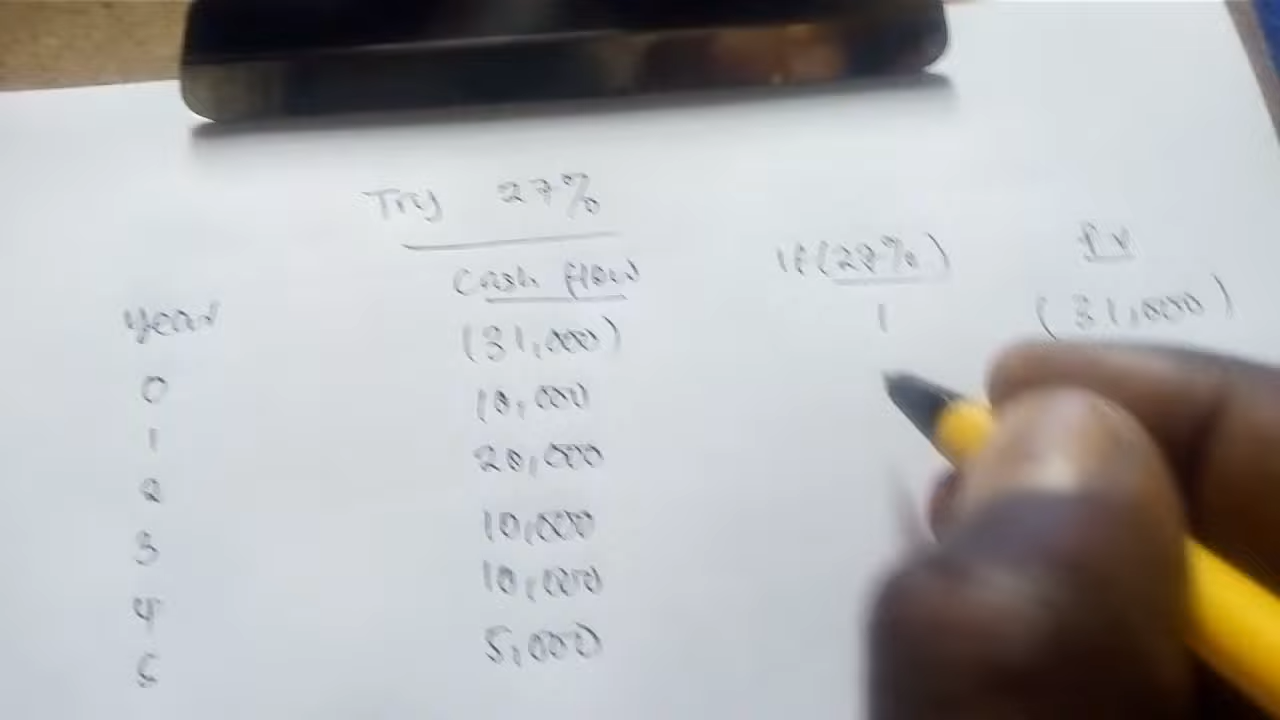 Try 27%
year cash flow If(27%) PV
0 (31,000) 1 (31,000)
1 10,000
2 20,000
3 10,000
4 10,000
5 5,000